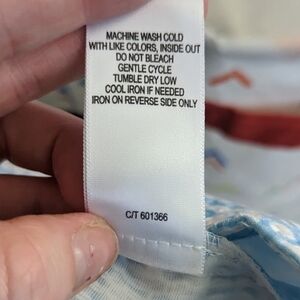 MACHINE WASH COLD
WITH LIKE COLORS, INSIDE OUT
DO NOT BLEACH
GENTLE CYCLE
TUMBLE DRY LOW
COOL IRON IF NEEDED
IRON ON REVERSE SIDE ONLY
C/T 601366